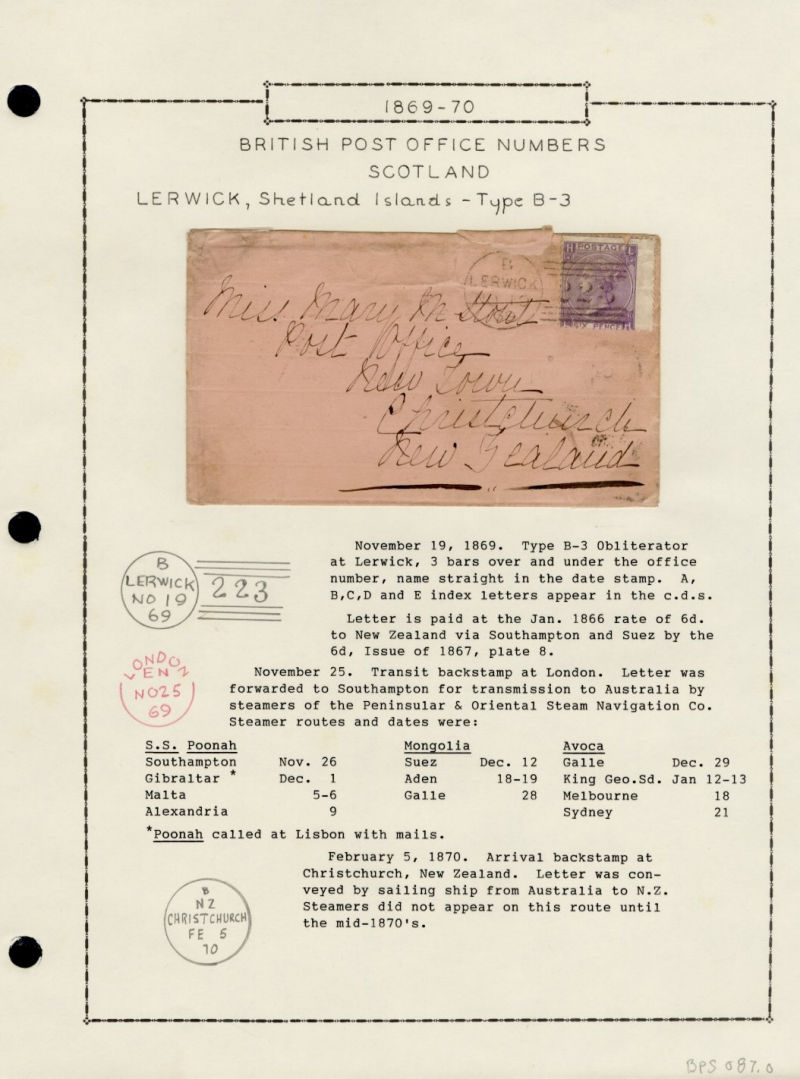 1869-70
BRITISH POST OFFICE NUMBERS
SCOTLAND
LERWICK, Shetland Islands - Type B-3
B
LERWICK
223
H POSTAGE L
SIX PENCE
Miss Mary M Stout
Post Office
New Town
Christchurch
New Zealand
B
LERWICK
NO 19
69
223
November 19, 1869. Type B-3 Obliterator
at Lerwick, 3 bars over and under the office
number, name straight in the date stamp. A,
B,C,D and E index letters appear in the c.d.s.
Letter is paid at the Jan. 1866 rate of 6d.
to New Zealand via Southampton and Suez by the
6d, Issue of 1867, plate 8.
ONDO
EN
NO25
69
November 25. Transit backstamp at London. Letter was
forwarded to Southampton for transmission to Australia by
steamers of the Peninsular & Oriental Steam Navigation Co.
Steamer routes and dates were:
S.S. Poonah Mongolia Avoca
Southampton Nov. 26 Suez Dec. 12 Galle Dec. 29
Gibraltar * Dec. 1 Aden 18-19 King Geo.Sd. Jan 12-13
Malta 5-6 Galle 28 Melbourne 18
Alexandria 9 Sydney 21
*Poonah called at Lisbon with mails.
February 5, 1870. Arrival backstamp at
Christchurch, New Zealand. Letter was con-
veyed by sailing ship from Australia to N.Z.
Steamers did not appear on this route until
the mid-1870's.
B
NZ
CHRISTCHURCH
FE 5
70
BPS 087.0